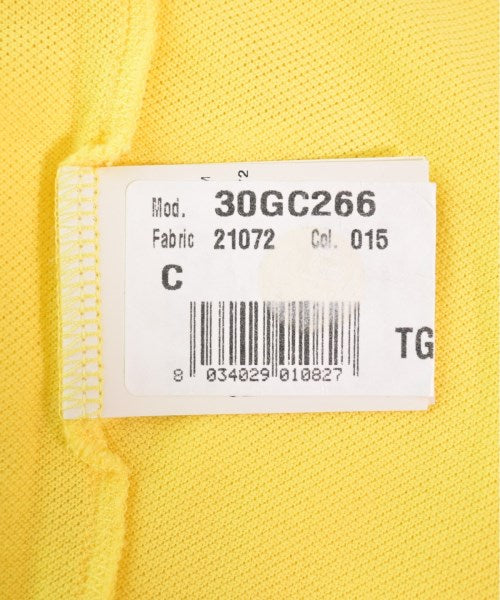 Mod. 30GC266
Fabric 21072 Col. 015
C
TG
8 034029 010827